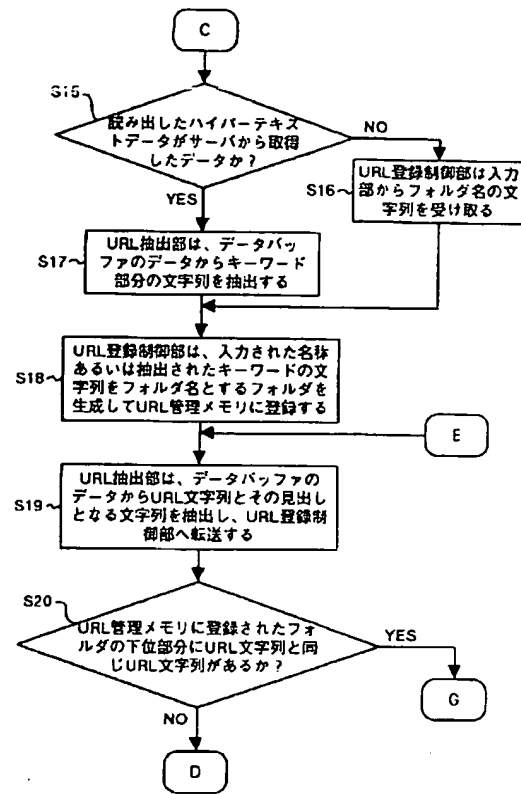 C
S15
読み出したハイパーテキス
トデータがサーバから取得
したデータか？
NO
YES
S16
URL登録制御部は入力
部からフォルダ名の文
字列を受け取る
S17
URL抽出部は、データバッ
ファのデータからキーワード
部分の文字列を抽出する
S18
URL登録制御部は、入力された名称
あるいは抽出されたキーワードの文
字列をフォルダ名とするフォルダを
生成してURL管理メモリに登録する
E
S19
URL抽出部は、データバッファの
データからURL文字列とその見出し
となる文字列を抽出し、URL登録制
御部へ転送する
S20
URL管理メモリに登録されたフォ
ルダの下位部分にURL文字列と同
じURL文字列があるか？
YES
G
NO
D